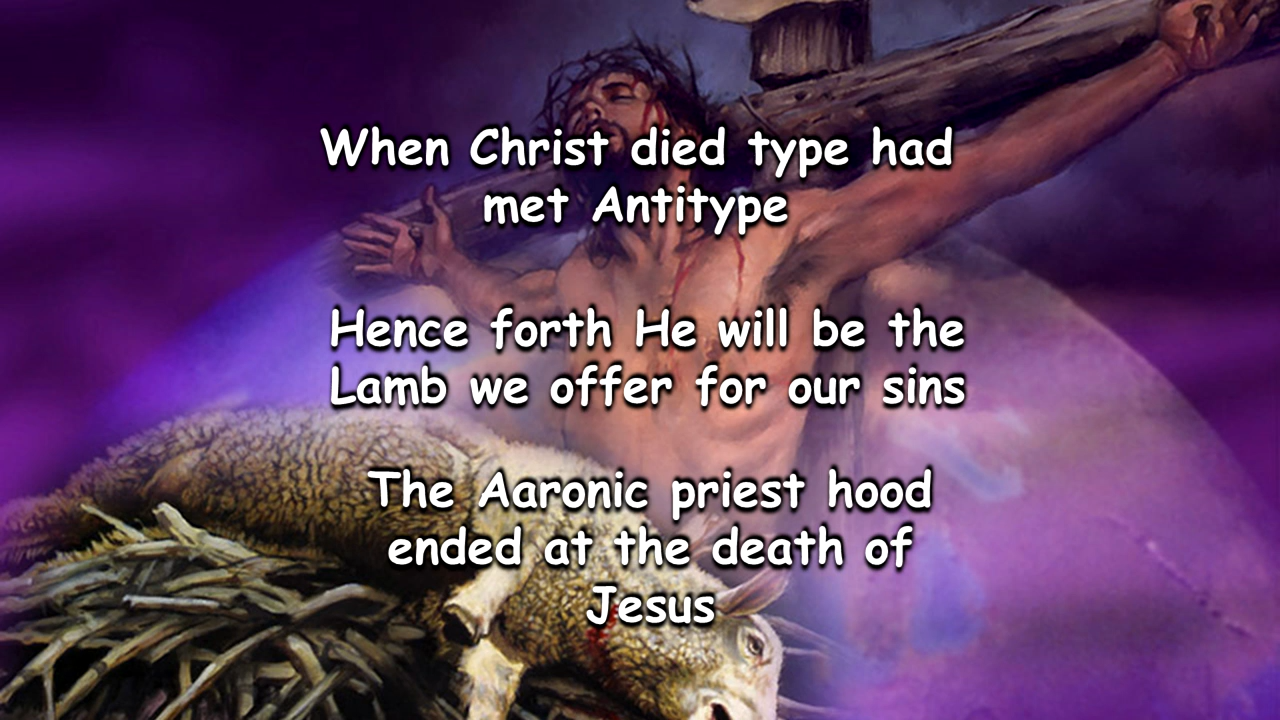 When Christ died type had
met Antitype
Hence forth He will be the
Lamb we offer for our sins
The Aaronic priest hood
ended at the death of
Jesus